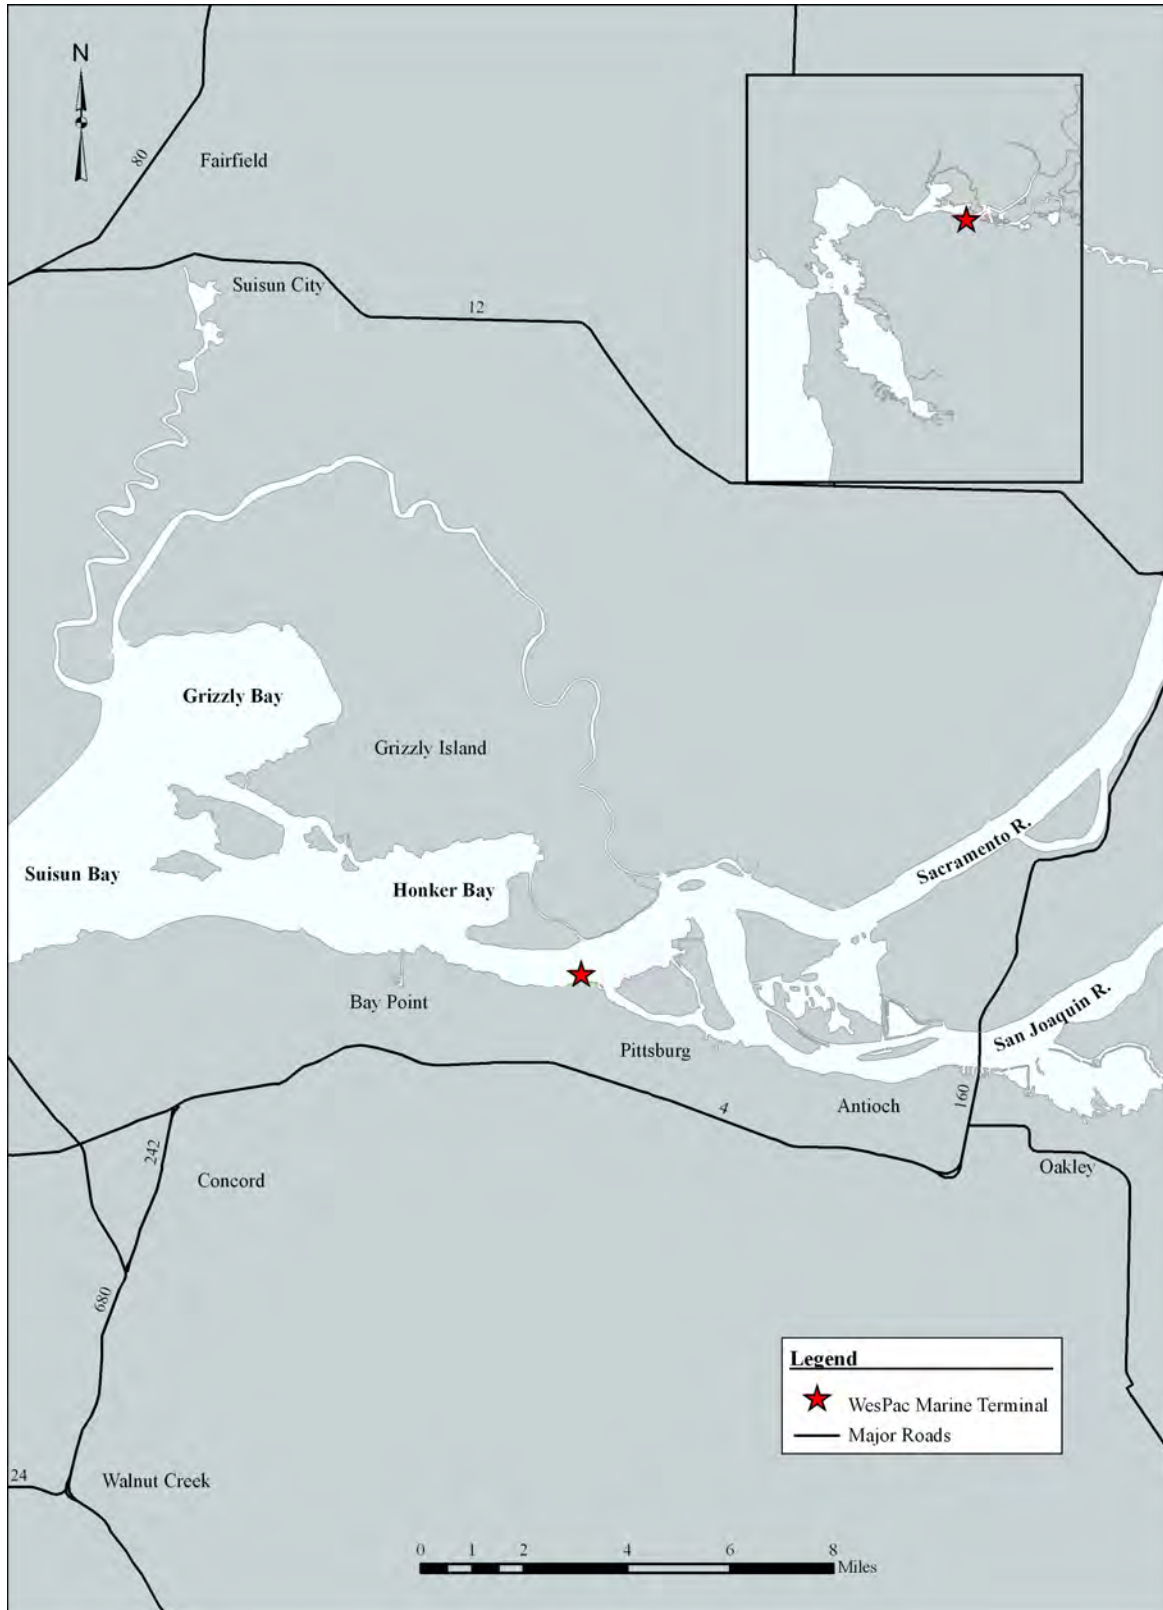 N
80
Fairfield
Suisun City
12
Grizzly Bay
Grizzly Island
Sacramento R.
Suisun Bay
Honker Bay
Bay Point
San Joaquin R.
Pittsburg
4
Antioch
160
242
Concord
Oakley
680
Legend
WesPac Marine Terminal
Major Roads
24
Walnut Creek
0 1 2 4 6 8
Miles